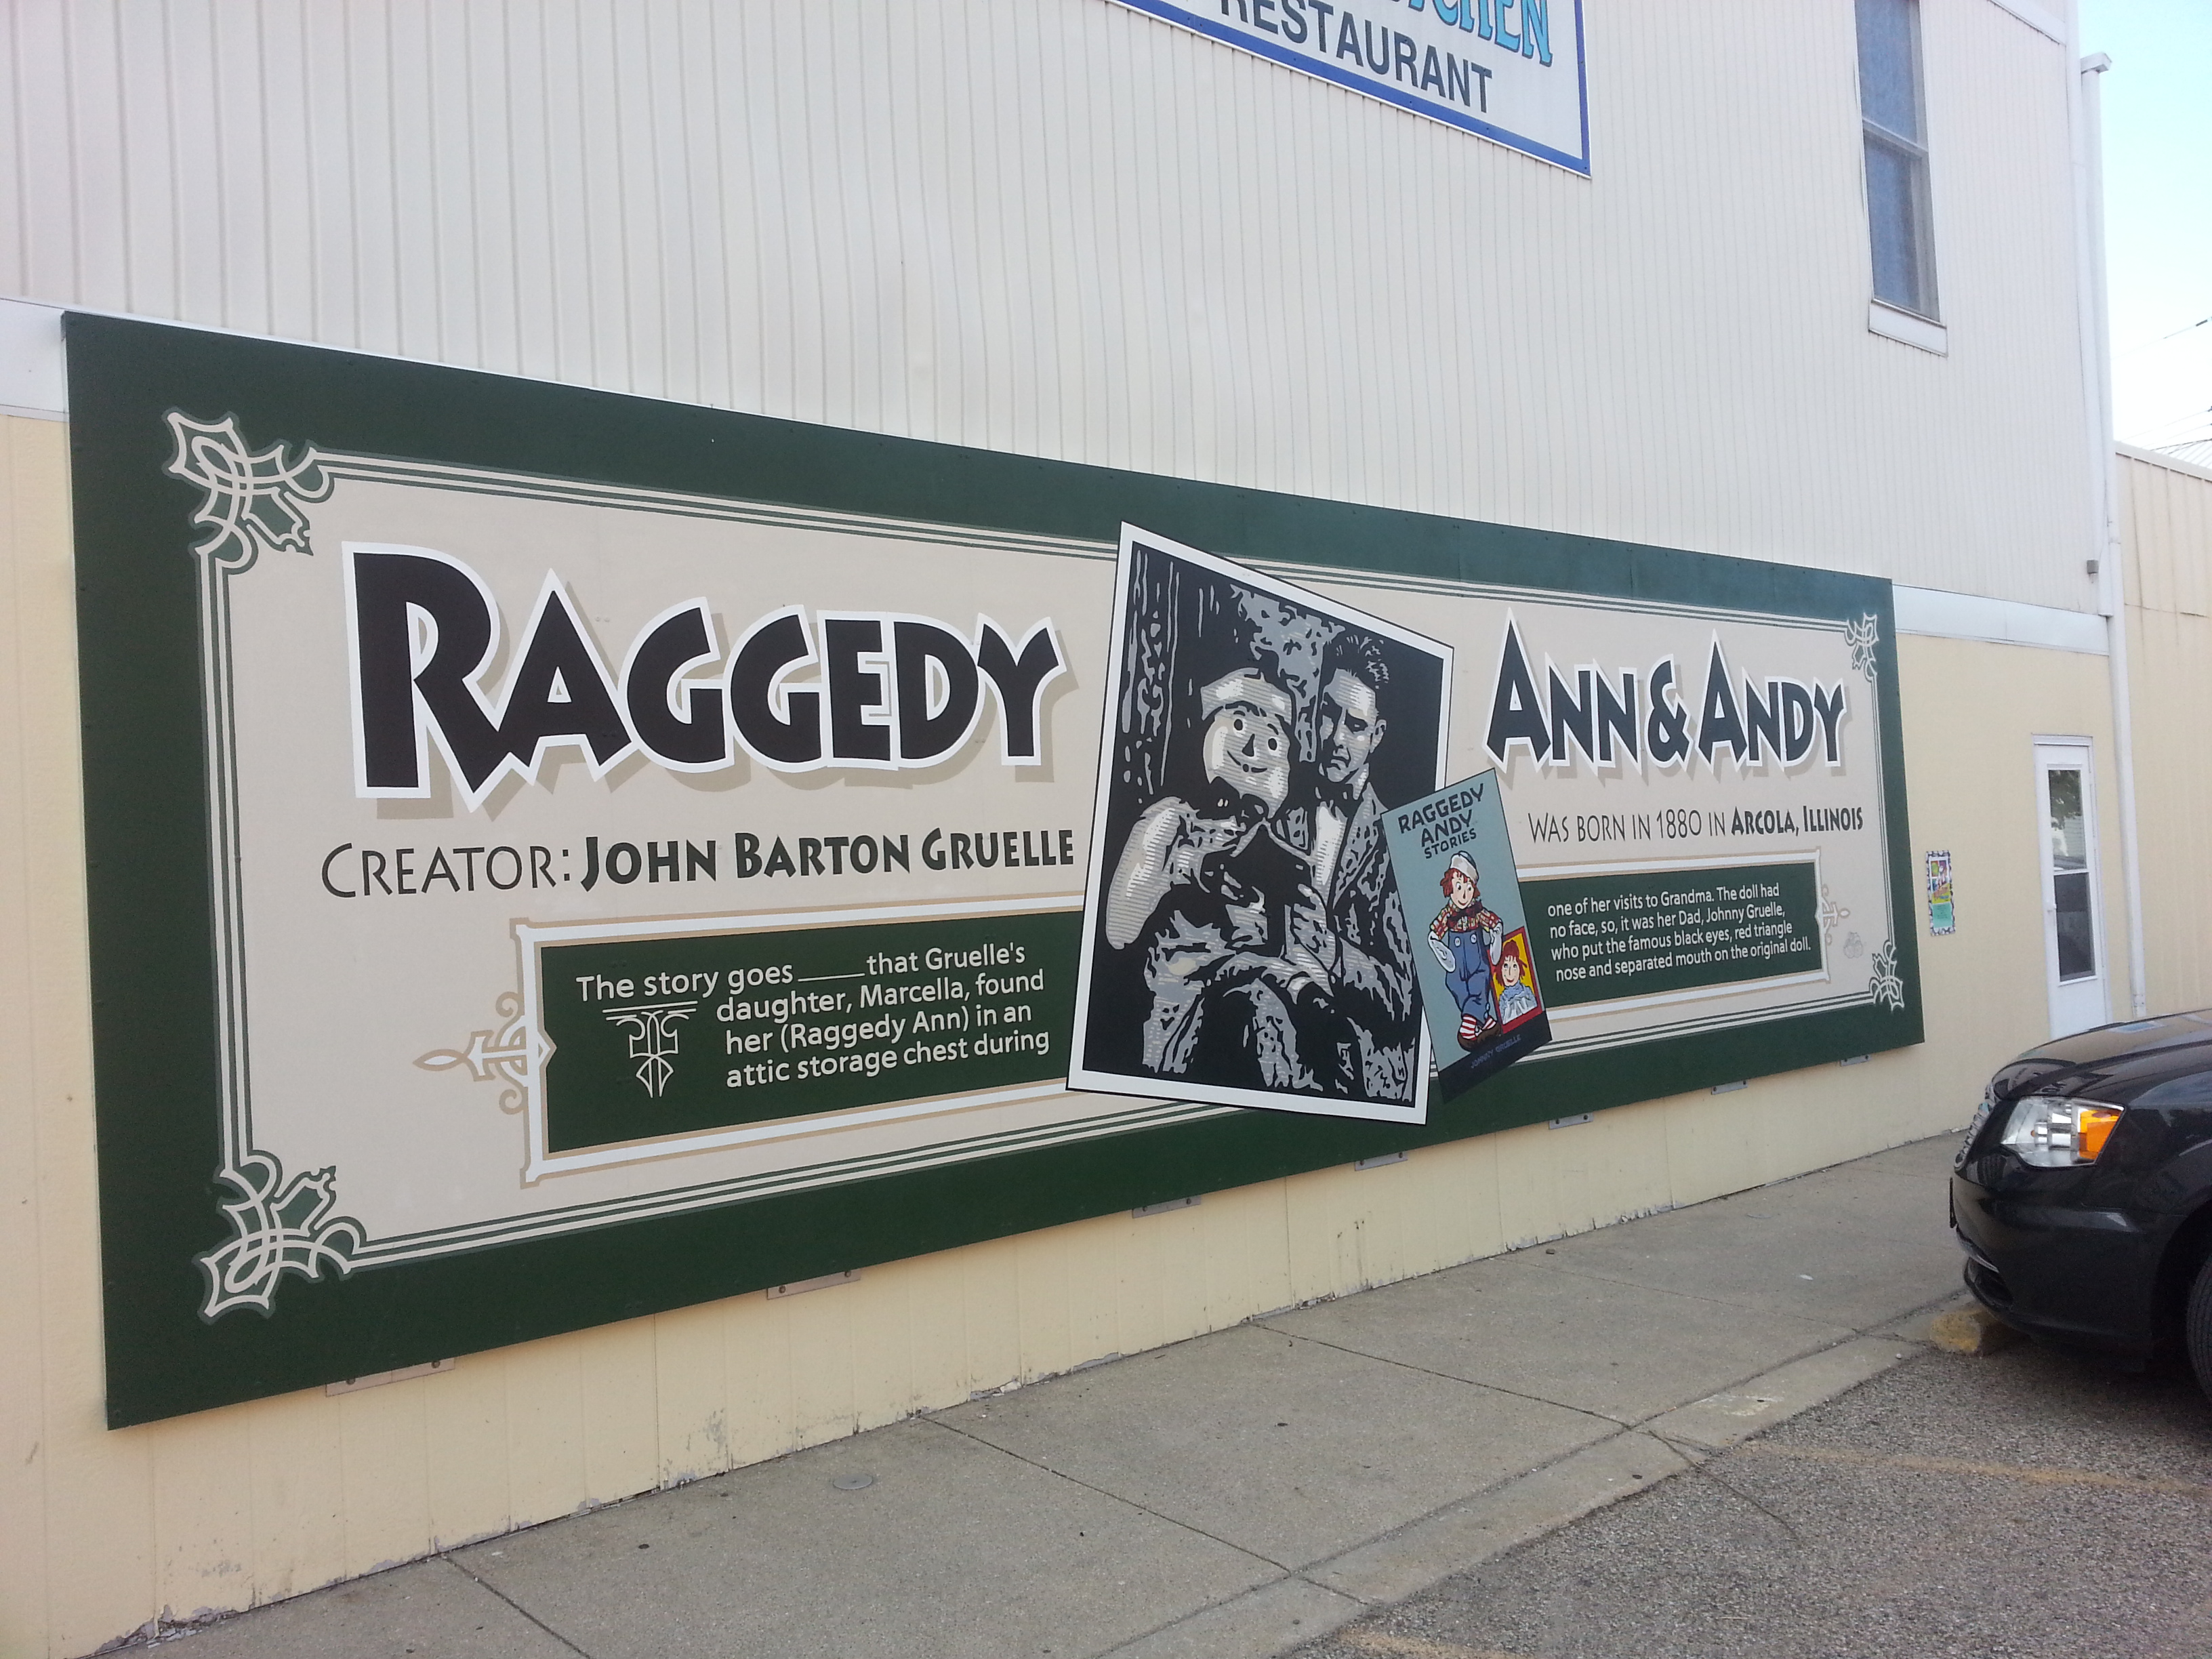 RESTAURANT
RAGGEDY
ANN & ANDY
CREATOR: JOHN BARTON GRUELLE
WAS BORN IN 1880 IN ARCOLA, ILLINOIS
The story goes ____ that Gruelle's
daughter, Marcella, found
her (Raggedy Ann) in an
attic storage chest during
one of her visits to Grandma. The doll had
no face, so, it was her Dad, Johnny Gruelle,
who put the famous black eyes, red triangle
nose and separated mouth on the original doll.
RAGGEDY
ANDY
STORIES
JOHNNY GRUELLE